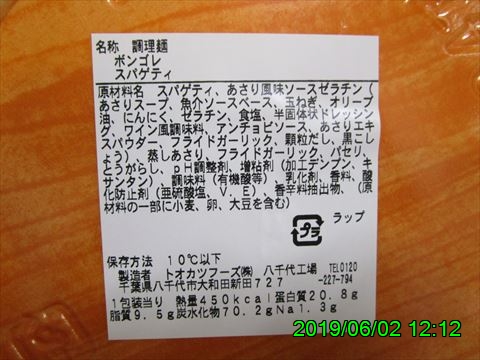 名称 調理麺
ボンゴレ
スパゲティ
原材料名 スパゲティ、あさり風味ソースゼラチン(
あさりスープ、魚介ソースベース、玉ねぎ、オリーブ
油、にんにく、ゼラチン、食塩、半固体状ドレッシン
グ、ワイン風調味料、アンチョビソース、あさりエキ
スパウダー、フライドガーリック、顆粒だし、黒こし
ょう)、蒸しあさり、フライドガーリック、パセリ、
とうがらし、pH調整剤、増粘剤(加工デンプン、キ
サンタン)、調味料(有機酸等)、乳化剤、香料、酸
化防止剤(亜硫酸塩、V.E)、香辛料抽出物、(原
材料の一部に小麦、卵、大豆を含む)
プラ
ラップ
保存方法 10℃以下
製造者 トオカツフーズ㈱ 八千代工場 TEL0120
千葉県八千代市大和田新田727 -227-794
1包装当り 熱量450kcal蛋白質20.8g
脂質9.5g炭水化物70.2gNa1.3g
2019/06/02 12:12